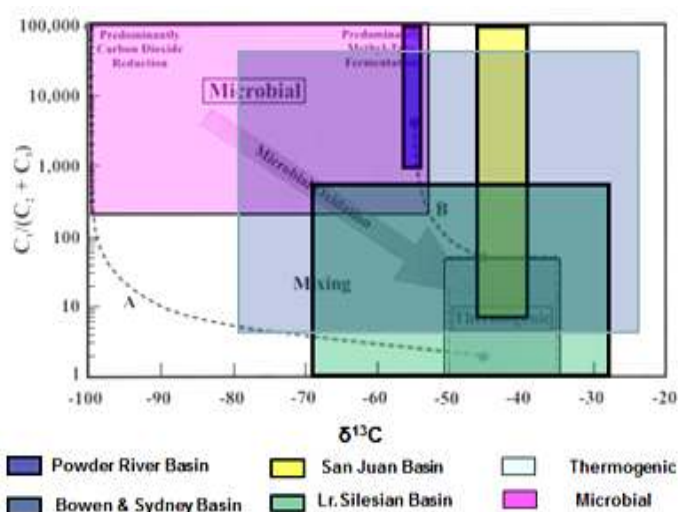 100,000
10,000
1,000
100
10
1
C₁/(C₂ + C₃)
Predominantly
Carbon Dioxide
Reduction
Fermentation
Microbial
Microbial Oxidation
B
Mixing
A
Thermogenic
-100 -90 -80 -70 -60 -50 -40 -30 -20
δ¹³C
Powder River Basin San Juan Basin Thermogenic
Bowen & Sydney Basin Lr. Silesian Basin Microbial